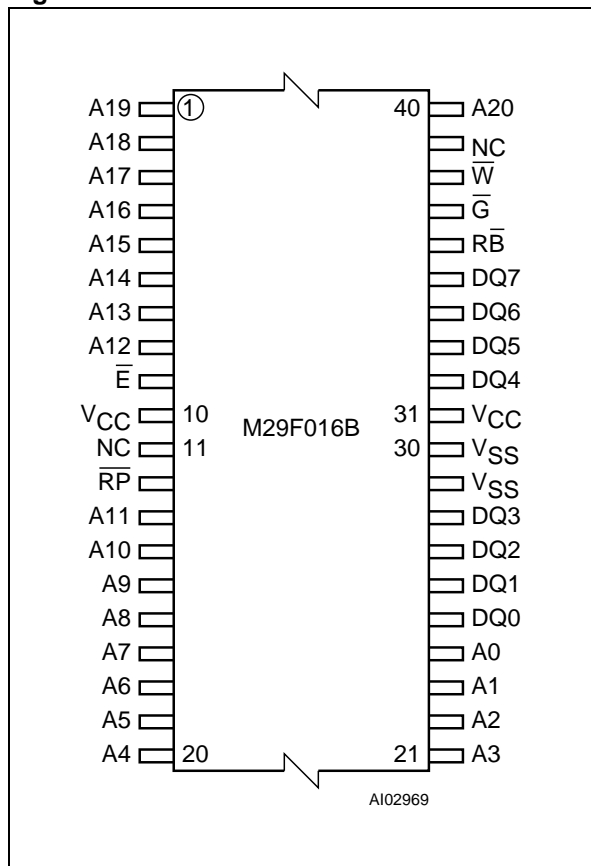 A19 1 40 A20
A18 NC
A17 W̅
A16 G̅
A15 RB̅
A14 DQ7
A13 DQ6
A12 DQ5
E̅ DQ4
VCC 10 31 VCC
M29F016B
NC 11 30 VSS
R̅P̅ VSS
A11 DQ3
A10 DQ2
A9 DQ1
A8 DQ0
A7 A0
A6 A1
A5 A2
A4 20 21 A3
AI02969